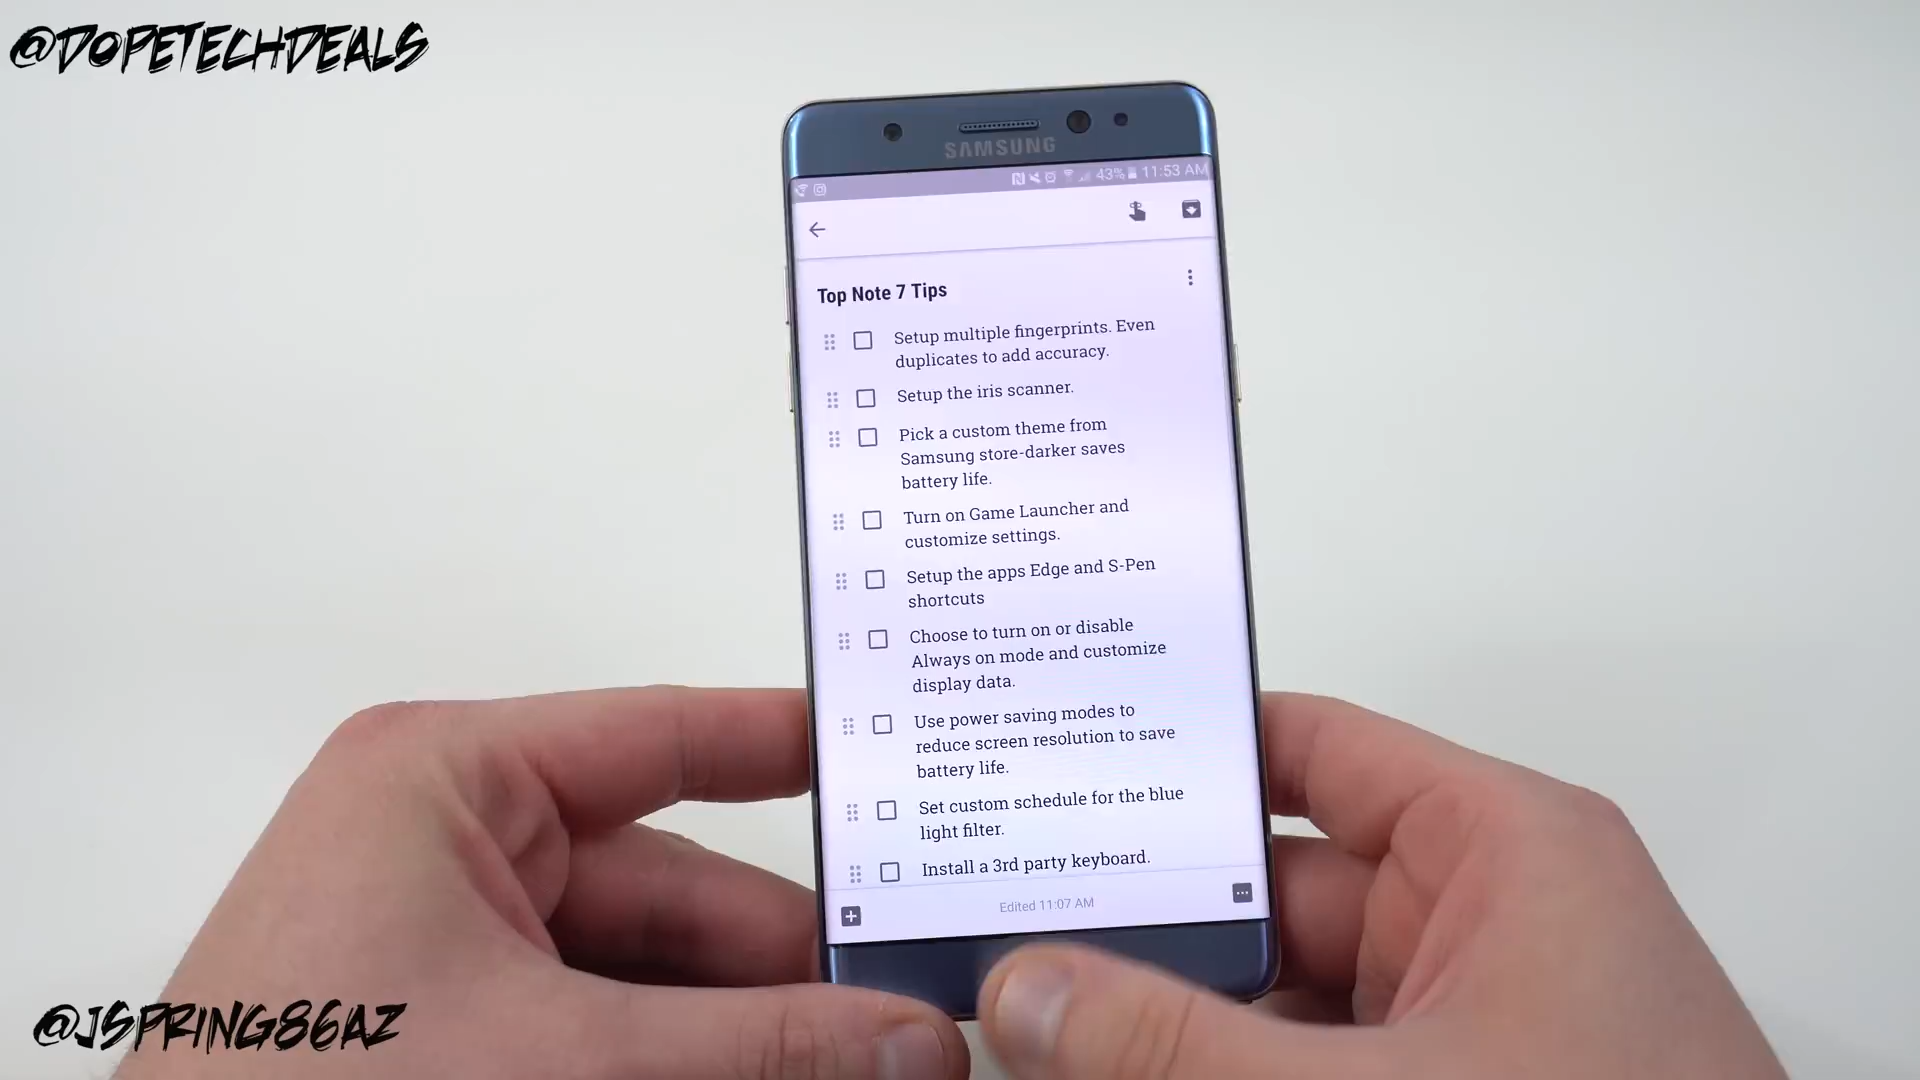 @DOPETECHDEALS
SAMSUNG
43% 11:53 AM
Top Note 7 Tips
Setup multiple fingerprints. Even
duplicates to add accuracy.
Setup the iris scanner.
Pick a custom theme from
Samsung store-darker saves
battery life.
Turn on Game Launcher and
customize settings.
Setup the apps Edge and S-Pen
shortcuts
Choose to turn on or disable
Always on mode and customize
display data.
Use power saving modes to
reduce screen resolution to save
battery life.
Set custom schedule for the blue
light filter.
Install a 3rd party keyboard.
Edited 11:07 AM
@JSPRING86AZ